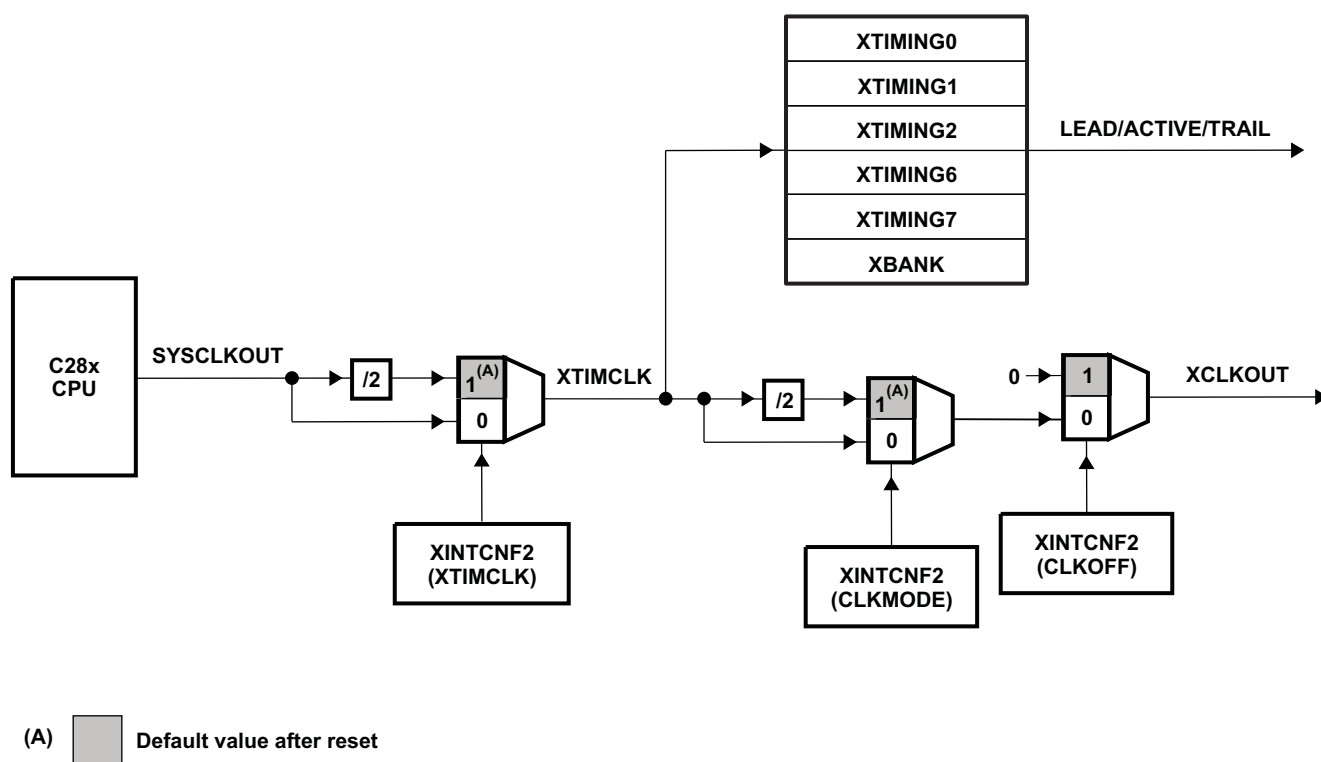 XTIMING0
XTIMING1
XTIMING2
XTIMING6
XTIMING7
XBANK
LEAD/ACTIVE/TRAIL
C28x
CPU
SYSCLKOUT
/2
1(A)
0
XTIMCLK
/2
1(A)
0
0
1
0
XCLKOUT
XINTCNF2
(XTIMCLK)
XINTCNF2
(CLKMODE)
XINTCNF2
(CLKOFF)
(A) Default value after reset